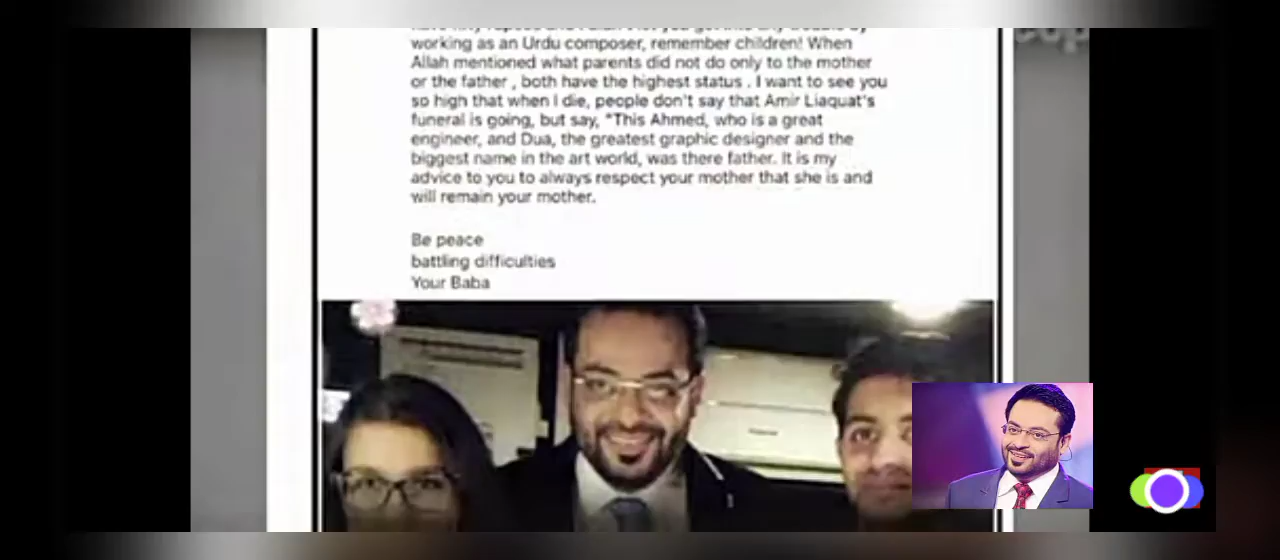 working as an Urdu composer, remember children! When
Allah mentioned what parents did not do only to the mother
or the father , both have the highest status . I want to see you
so high that when I die, people don't say that Amir Liaquat's
funeral is going, but say, "This Ahmed, who is a great
engineer, and Dua, the greatest graphic designer and the
biggest name in the art world, was there father. It is my
advice to you to always respect your mother that she is and
will remain your mother.
Be peace
battling difficulties
Your Baba